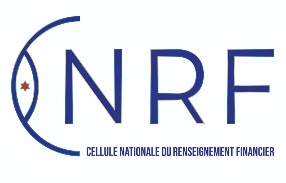 CNRF
CELLULE NATIONALE DU RENSEIGNEMENT FINANCIER